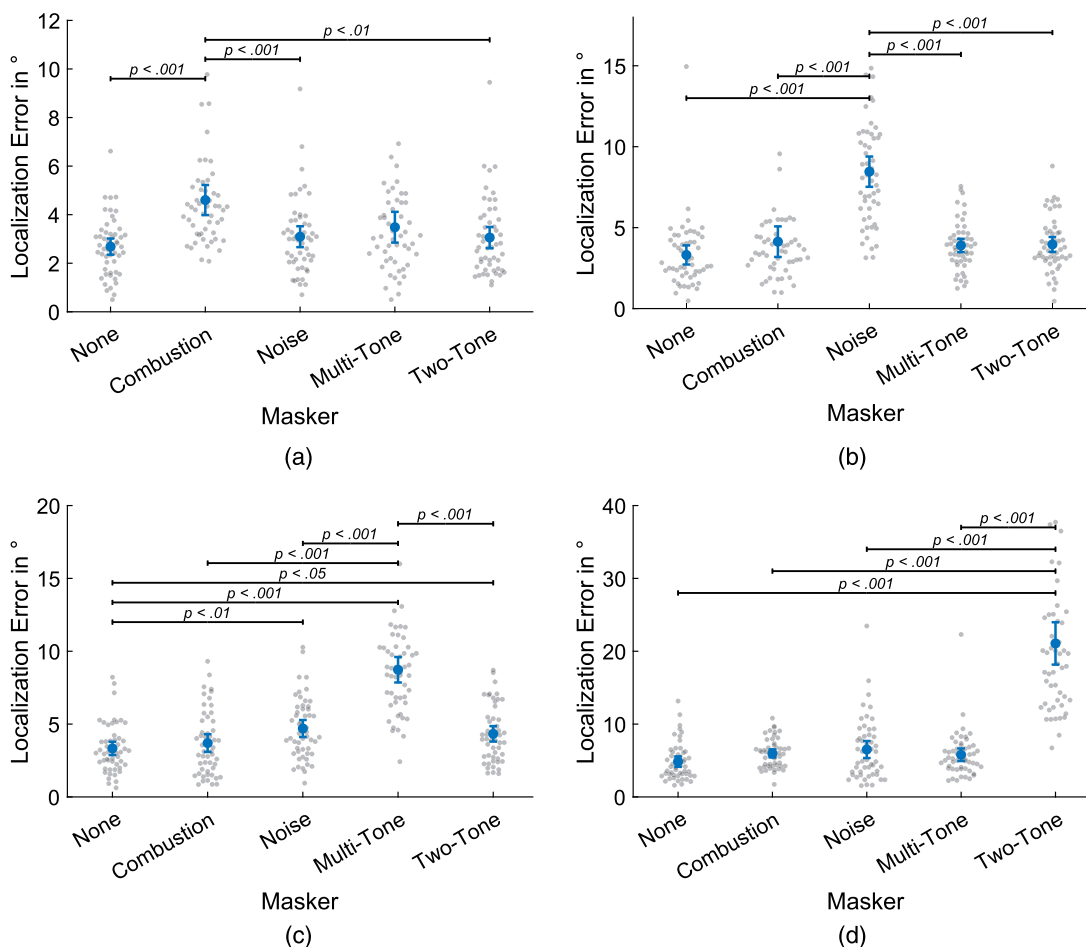 12
10
8
6
4
2
0
Localization Error in °
p < .01
p < .001
p < .001
None
Combustion
Noise
Multi-Tone
Two-Tone
Masker
(a)
15
10
5
0
Localization Error in °
p < .001
p < .001
p < .001
p < .001
None
Combustion
Noise
Multi-Tone
Two-Tone
Masker
(b)
20
15
10
5
0
Localization Error in °
p < .001
p < .001
p < .001
p < .05
p < .001
p < .01
None
Combustion
Noise
Multi-Tone
Two-Tone
Masker
(c)
40
30
20
10
0
Localization Error in °
p < .001
p < .001
p < .001
p < .001
None
Combustion
Noise
Multi-Tone
Two-Tone
Masker
(d)